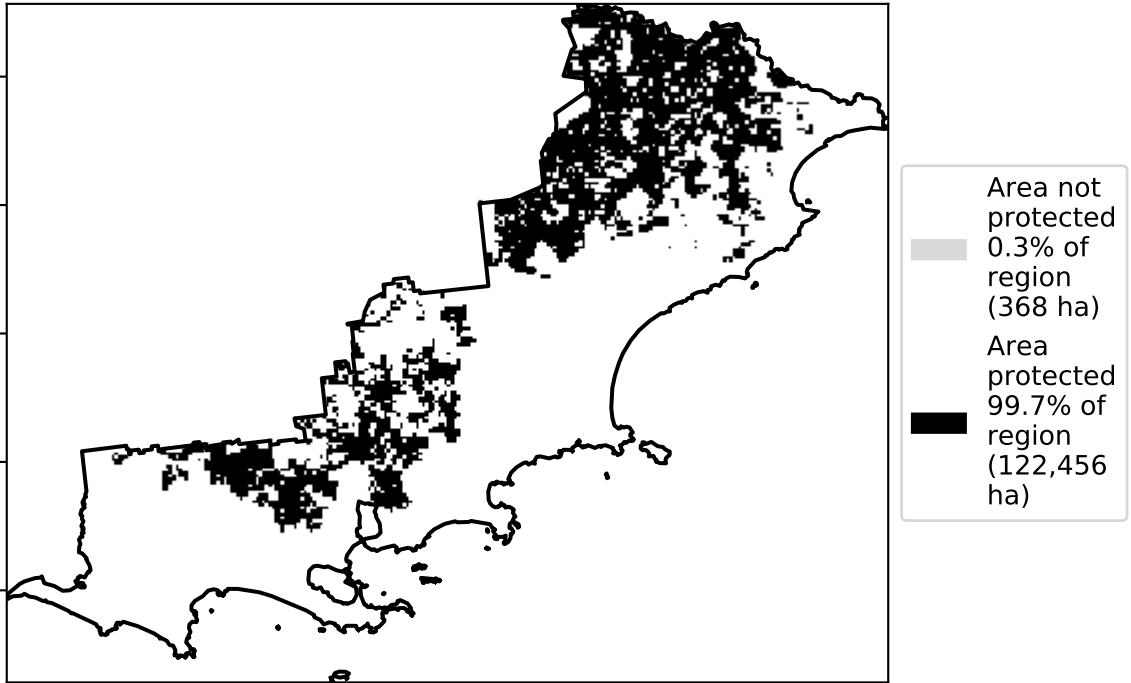 Area not
protected
0.3% of
region
(368 ha)
Area
protected
99.7% of
region
(122,456
ha)